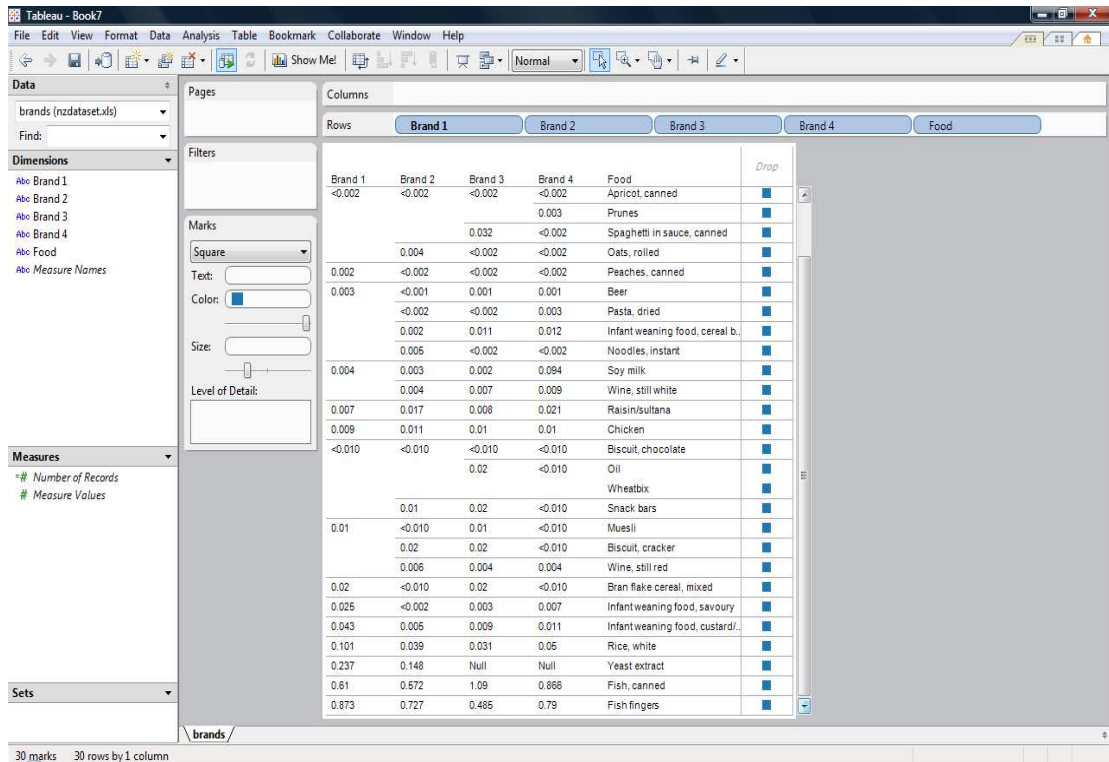 Tableau - Book7
File Edit View Format Data Analysis Table Bookmark Collaborate Window Help
Show Me! Normal
Data
brands (nzdataset.xls)
Find:
Dimensions
Abc Brand 1
Abc Brand 2
Abc Brand 3
Abc Brand 4
Abc Food
Abc Measure Names
Measures
# Number of Records
# Measure Values
Sets
Pages
Filters
Marks
Square
Text:
Color:
Size:
Level of Detail:
Columns
Rows Brand 1 Brand 2 Brand 3 Brand 4 Food
Drop
Brand 1 Brand 2 Brand 3 Brand 4 Food
<0.002 <0.002 <0.002 <0.002 Apricot, canned
0.003 Prunes
0.032 <0.002 Spaghetti in sauce, canned
0.004 <0.002 <0.002 Oats, rolled
0.002 <0.002 <0.002 <0.002 Peaches, canned
0.003 <0.001 0.001 0.001 Beer
<0.002 <0.002 0.003 Pasta, dried
0.002 0.011 0.012 Infant weaning food, cereal b..
0.005 <0.002 <0.002 Noodles, instant
0.004 0.003 0.002 0.094 Soy milk
0.004 0.007 0.009 Wine, still white
0.007 0.017 0.008 0.021 Raisin/sultana
0.009 0.011 0.01 0.01 Chicken
<0.010 <0.010 <0.010 <0.010 Biscuit, chocolate
0.02 <0.010 Oil
Wheatbix
0.01 0.02 <0.010 Snack bars
0.01 <0.010 0.01 <0.010 Muesli
0.02 0.02 <0.010 Biscuit, cracker
0.006 0.004 0.004 Wine, still red
0.02 <0.010 0.02 <0.010 Bran flake cereal, mixed
0.025 <0.002 0.003 0.007 Infant weaning food, savoury
0.043 0.005 0.009 0.011 Infant weaning food, custard/..
0.101 0.039 0.031 0.05 Rice, white
0.237 0.148 Null Null Yeast extract
0.61 0.572 1.09 0.866 Fish, canned
0.873 0.727 0.485 0.79 Fish fingers
brands
30 marks 30 rows by 1 column